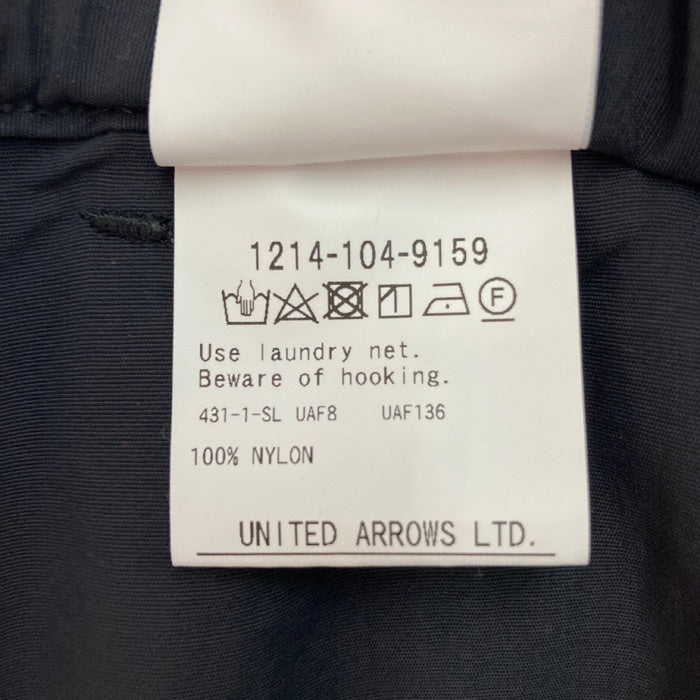 1214-104-9159
F
Use laundry net.
Beware of hooking.
431-1-SL UAF8 UAF136
100% NYLON
UNITED ARROWS LTD.